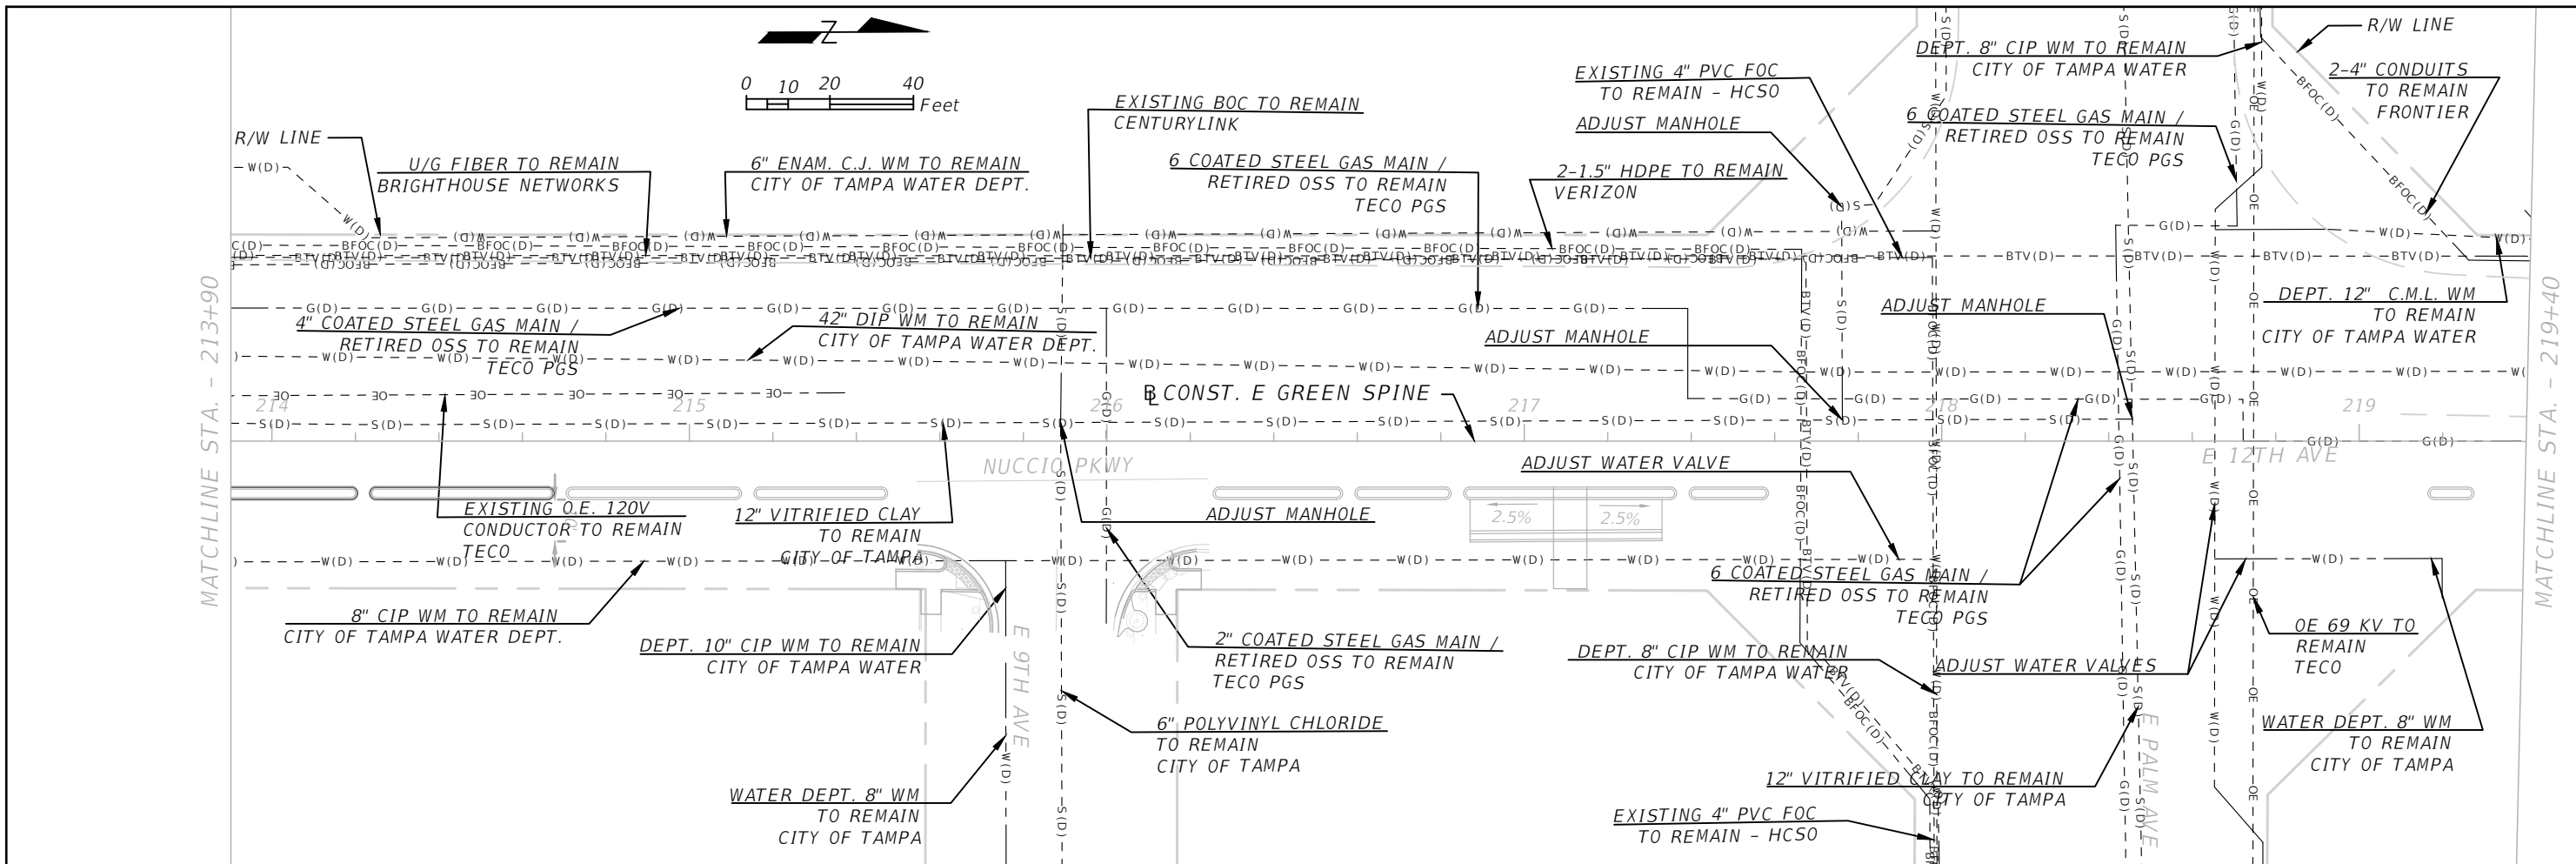 Z
0 10 20 40
Feet
R/W LINE
U/G FIBER TO REMAIN
BRIGHTHOUSE NETWORKS
6" ENAM. C.J. WM TO REMAIN
CITY OF TAMPA WATER DEPT.
EXISTING BOC TO REMAIN
CENTURYLINK
6 COATED STEEL GAS MAIN /
RETIRED OSS TO REMAIN
TECO PGS
EXISTING 4" PVC FOC
TO REMAIN - HCSO
ADJUST MANHOLE
2-1.5" HDPE TO REMAIN
VERIZON
DEPT. 8" CIP WM TO REMAIN
CITY OF TAMPA WATER
6 COATED STEEL GAS MAIN /
RETIRED OSS TO REMAIN
TECO PGS
R/W LINE
2-4" CONDUITS
TO REMAIN
FRONTIER
MATCHLINE STA. - 213+90
4" COATED STEEL GAS MAIN /
RETIRED OSS TO REMAIN
TECO PGS
42" DIP WM TO REMAIN
CITY OF TAMPA WATER DEPT.
ADJUST MANHOLE
ADJUST MANHOLE
DEPT. 12" C.M.L. WM
TO REMAIN
CITY OF TAMPA WATER
MATCHLINE STA. - 219+40
BL CONST. E GREEN SPINE
214 215 216 217 218 219
NUCCIO PKWY
E 12TH AVE
EXISTING O.E. 120V
CONDUCTOR TO REMAIN
TECO
12" VITRIFIED CLAY
TO REMAIN
CITY OF TAMPA
ADJUST MANHOLE
ADJUST WATER VALVE
2.5% 2.5%
8" CIP WM TO REMAIN
CITY OF TAMPA WATER DEPT.
DEPT. 10" CIP WM TO REMAIN
CITY OF TAMPA WATER
E 9TH AVE
2" COATED STEEL GAS MAIN /
RETIRED OSS TO REMAIN
TECO PGS
6 COATED STEEL GAS MAIN /
RETIRED OSS TO REMAIN
TECO PGS
DEPT. 8" CIP WM TO REMAIN
CITY OF TAMPA WATER
ADJUST WATER VALVES
OE 69 KV TO
REMAIN
TECO
6" POLYVINYL CHLORIDE
TO REMAIN
CITY OF TAMPA
WATER DEPT. 8" WM
TO REMAIN
CITY OF TAMPA
WATER DEPT. 8" WM
TO REMAIN
CITY OF TAMPA
12" VITRIFIED CLAY TO REMAIN
CITY OF TAMPA
E PALM AVE
EXISTING 4" PVC FOC
TO REMAIN - HCSO
W(D)
BFOC(D)
BTV(D)
G(D)
OE
S(D)